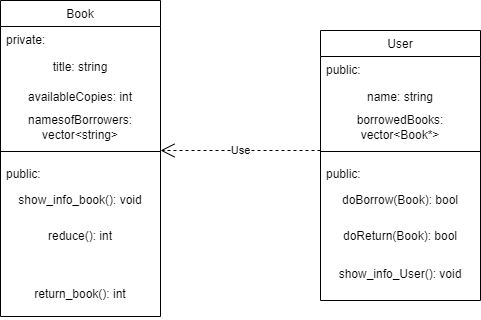 Book
private:
title: string
availableCopies: int
namesofBorrowers:
vector<string>
public:
show_info_book(): void
reduce(): int
return_book(): int
Use
User
public:
name: string
borrowedBooks:
vector<Book*>
public:
doBorrow(Book): bool
doReturn(Book): bool
show_info_User(): void